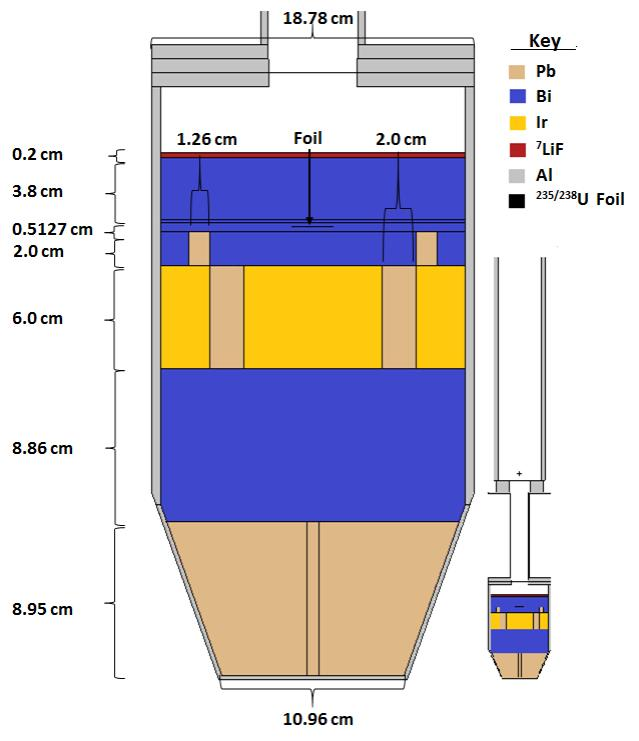 18.78 cm
Key
Pb
Bi
Ir
⁷LiF
Al
²³⁵/²³⁸U Foil
1.26 cm
Foil
2.0 cm
0.2 cm
3.8 cm
0.5127 cm
2.0 cm
6.0 cm
8.86 cm
8.95 cm
10.96 cm
+